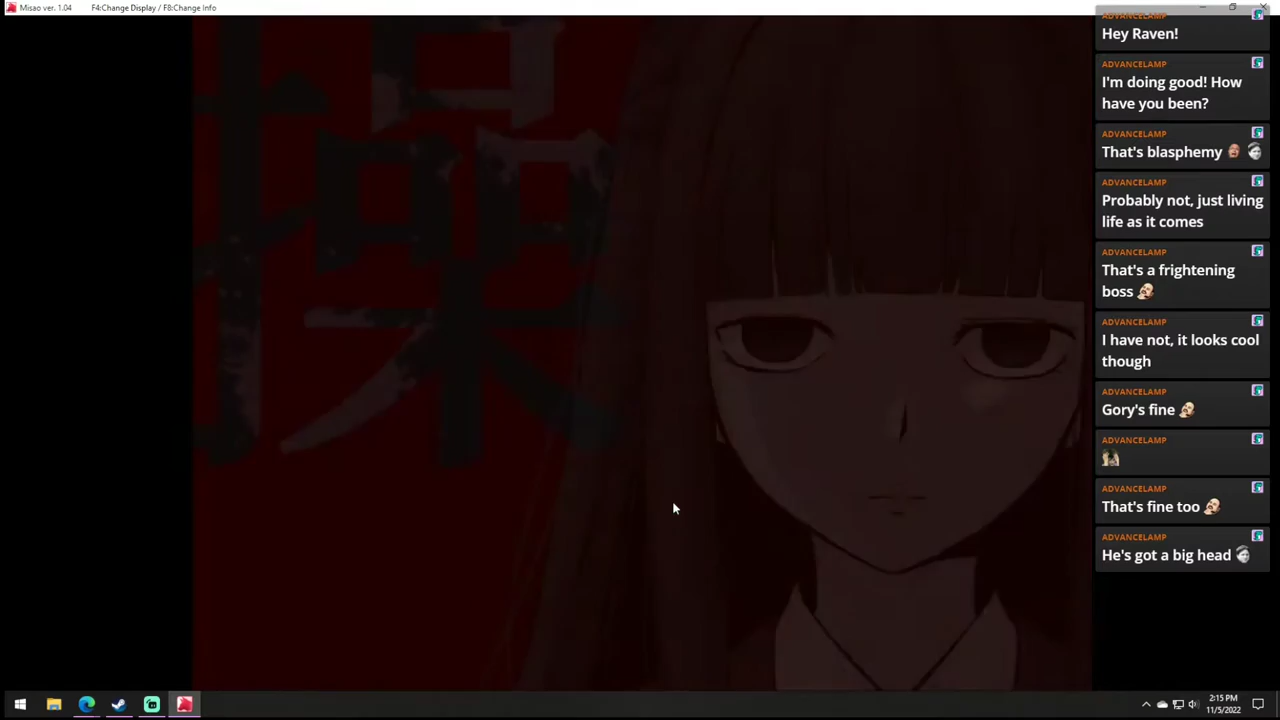 Misao ver. 1.04 F4:Change Display / F8:Change Info
操
ADVANCELAMP
Hey Raven!
ADVANCELAMP
I'm doing good! How
have you been?
ADVANCELAMP
That's blasphemy
ADVANCELAMP
Probably not, just living
life as it comes
ADVANCELAMP
That's a frightening
boss
ADVANCELAMP
I have not, it looks cool
though
ADVANCELAMP
Gory's fine
ADVANCELAMP
ADVANCELAMP
That's fine too
ADVANCELAMP
He's got a big head
2:15 PM
11/5/2022